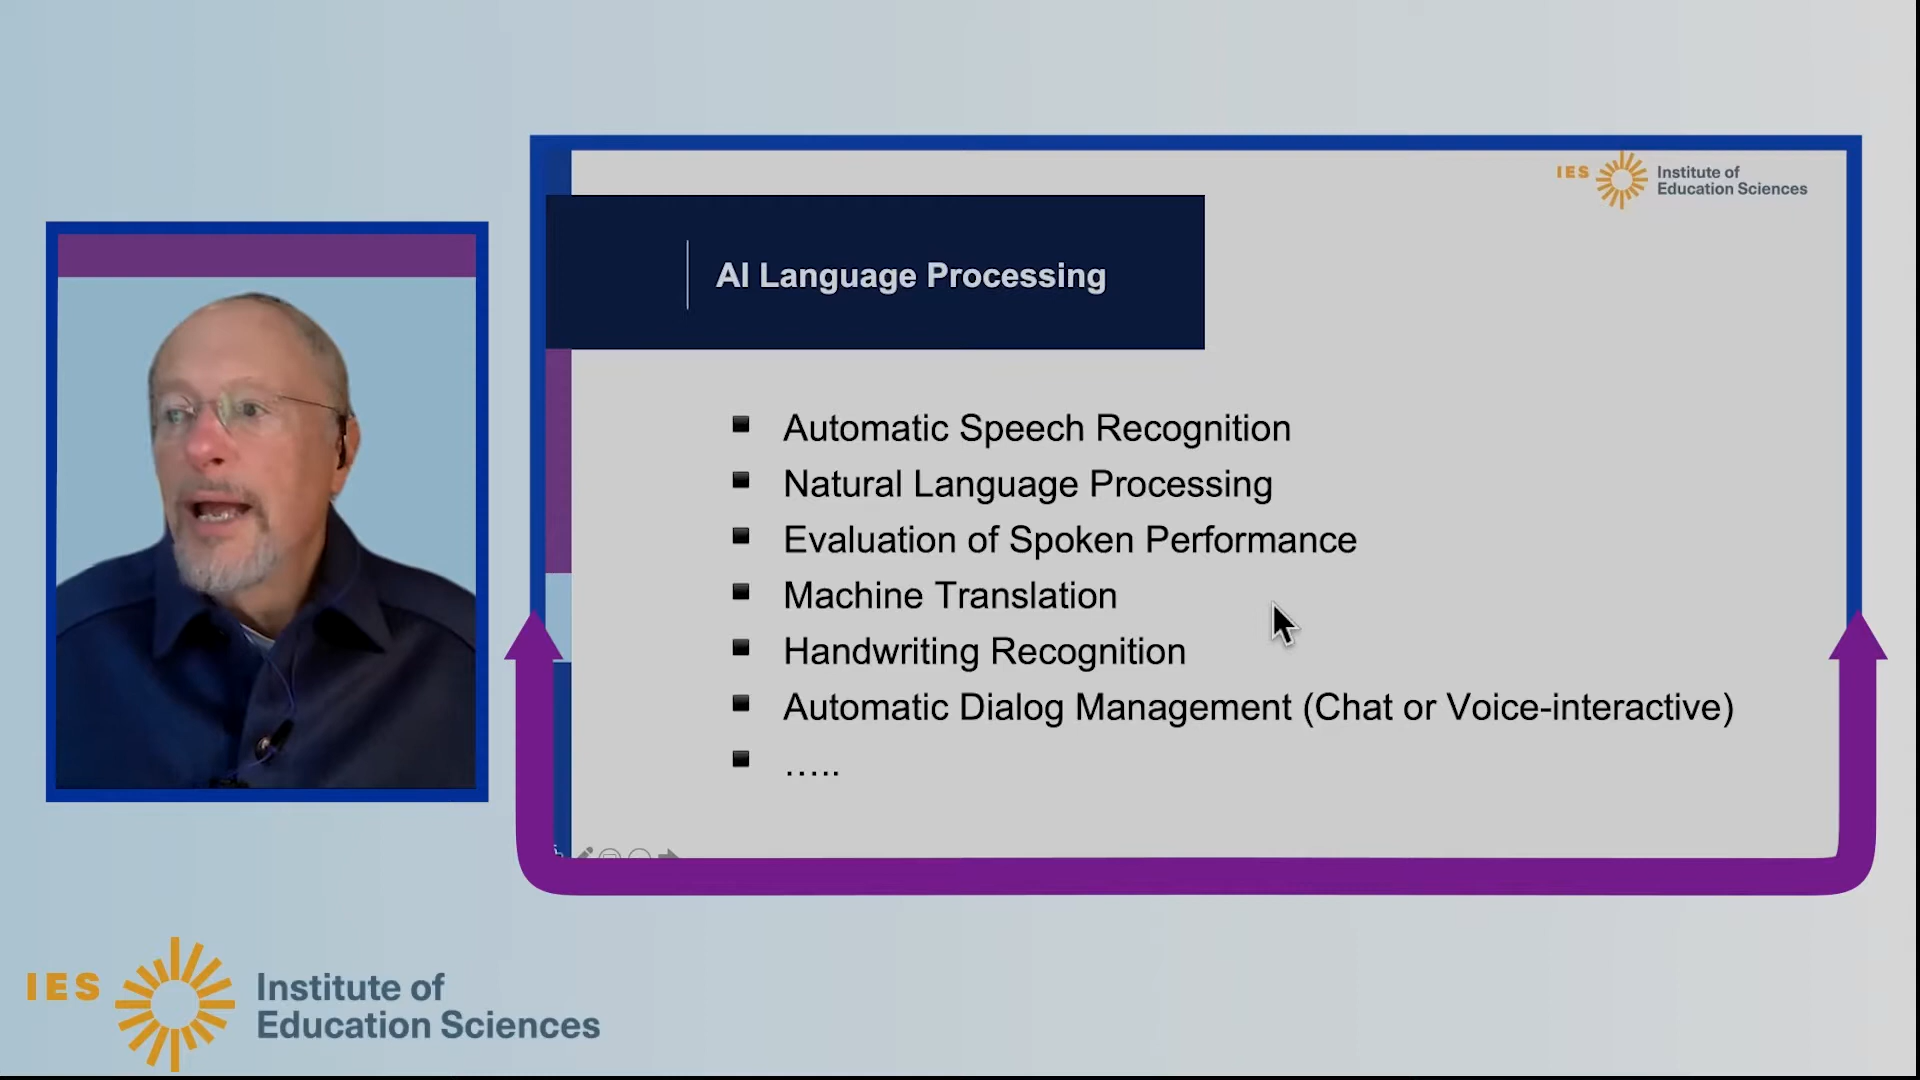 IES
Institute of
Education Sciences
AI Language Processing
Automatic Speech Recognition
Natural Language Processing
Evaluation of Spoken Performance
Machine Translation
Handwriting Recognition
Automatic Dialog Management (Chat or Voice-interactive)
…..
IES
Institute of
Education Sciences